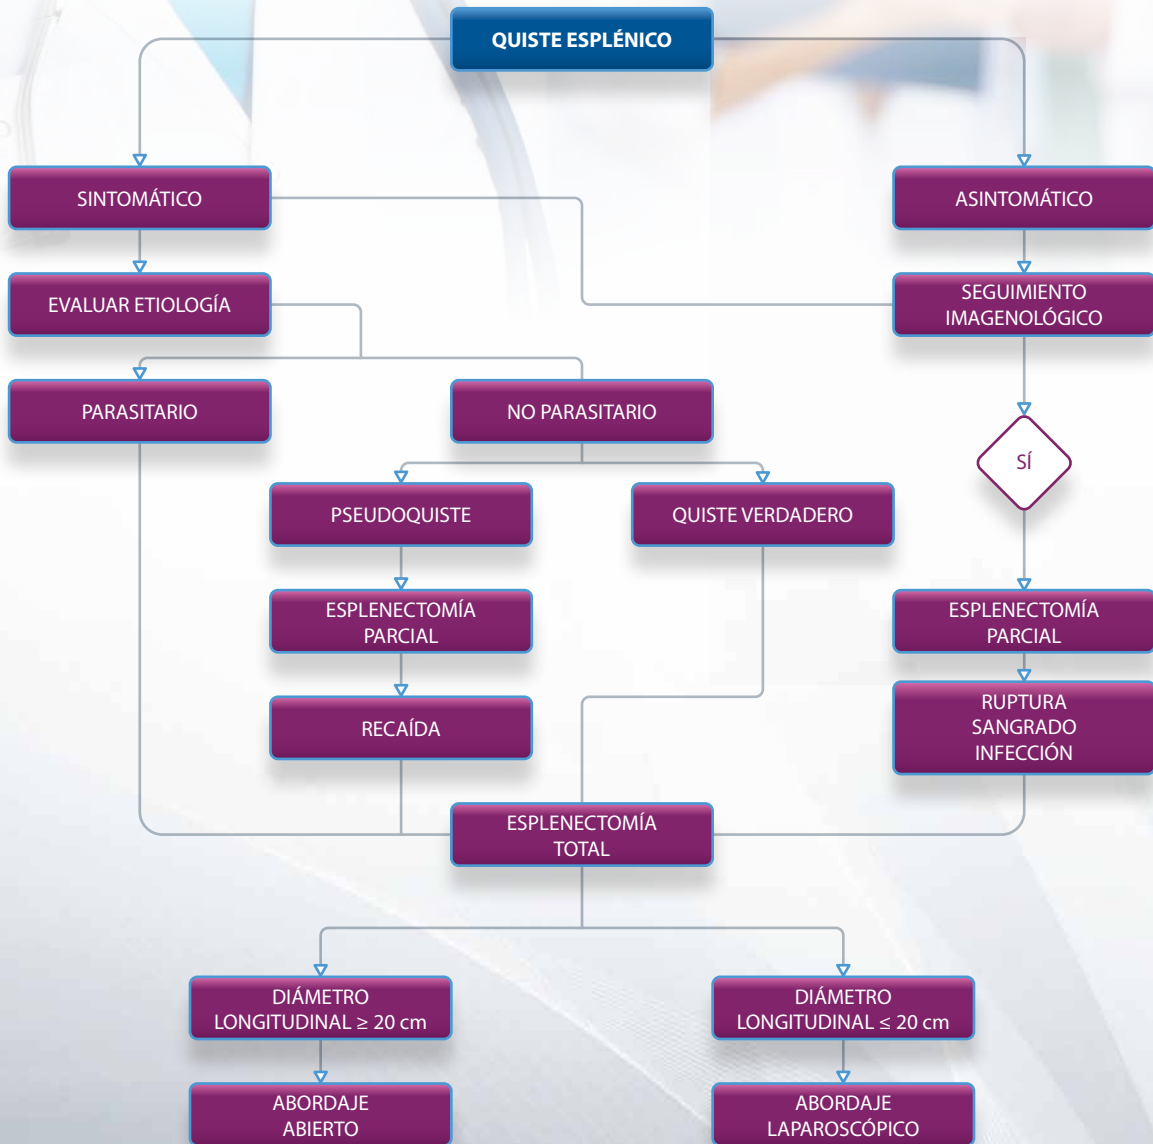 QUISTE ESPLÉNICO
SINTOMÁTICO
ASINTOMÁTICO
EVALUAR ETIOLOGÍA
SEGUIMIENTO
IMAGENOLÓGICO
PARASITARIO
NO PARASITARIO
SÍ
PSEUDOQUISTE
QUISTE VERDADERO
ESPLENECTOMÍA
PARCIAL
ESPLENECTOMÍA
PARCIAL
RECAÍDA
RUPTURA
SANGRADO
INFECCIÓN
ESPLENECTOMÍA
TOTAL
DIÁMETRO
LONGITUDINAL ≥ 20 cm
DIÁMETRO
LONGITUDINAL ≤ 20 cm
ABORDAJE
ABIERTO
ABORDAJE
LAPAROSCÓPICO